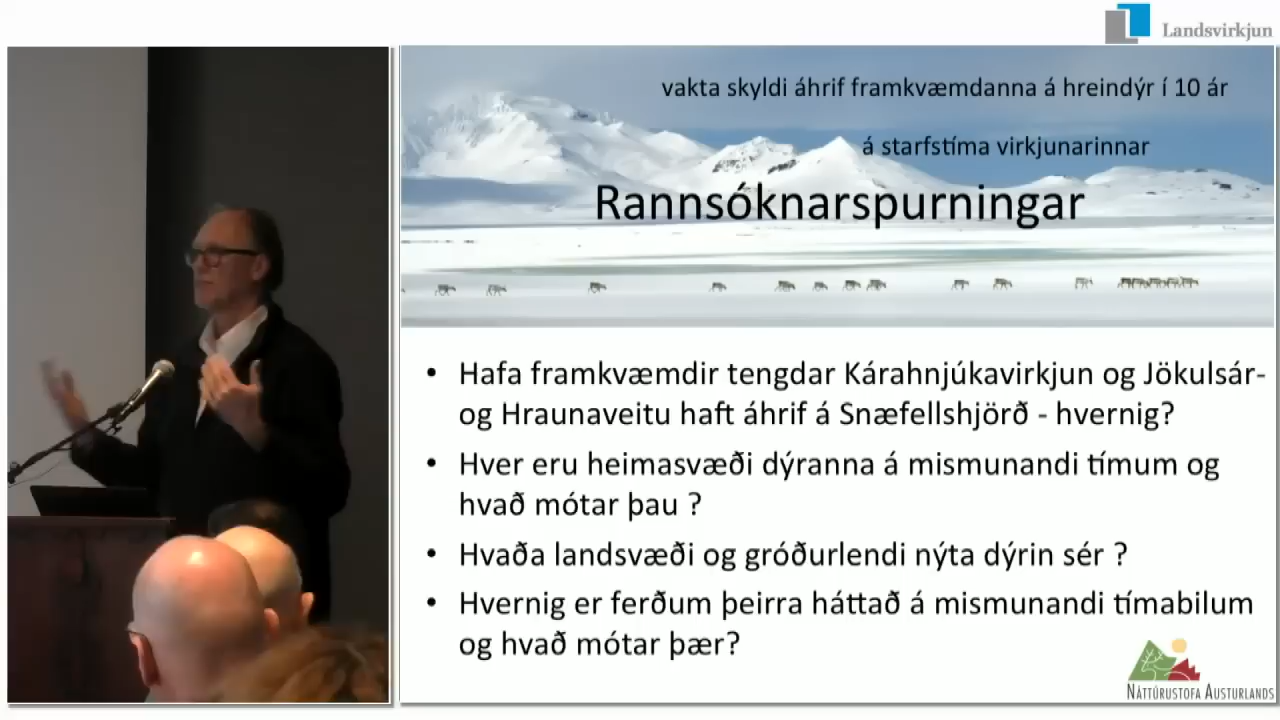 Landsvirkjun
vakta skyldi áhrif framkvæmdanna á hreindýr í 10 ár
á starfstíma virkjunarinnar
Rannsóknarspurningar
• Hafa framkvæmdir tengdar Kárahnjúkavirkjun og Jökulsár-
og Hraunaveitu haft áhrif á Snæfellshjörð - hvernig?
• Hver eru heimasvæði dýranna á mismunandi tímum og
hvað mótar þau ?
• Hvaða landsvæði og gróðurlendi nýta dýrin sér ?
• Hvernig er ferðum þeirra háttað á mismunandi tímabilum
og hvað mótar þær?
NÁTTÚRUSTOFA AUSTURLANDS